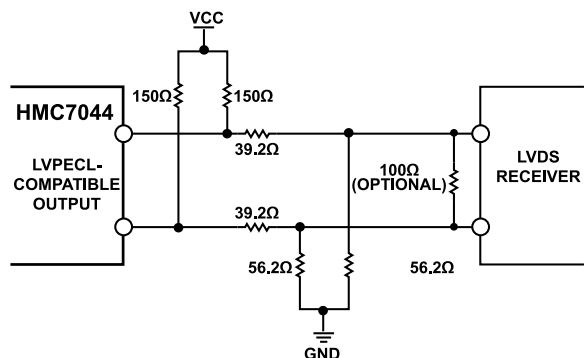 VCC
150Ω
150Ω
HMC7044
LVPECL-
COMPATIBLE
OUTPUT
39.2Ω
100Ω
(OPTIONAL)
LVDS
RECEIVER
39.2Ω
56.2Ω
56.2Ω
GND